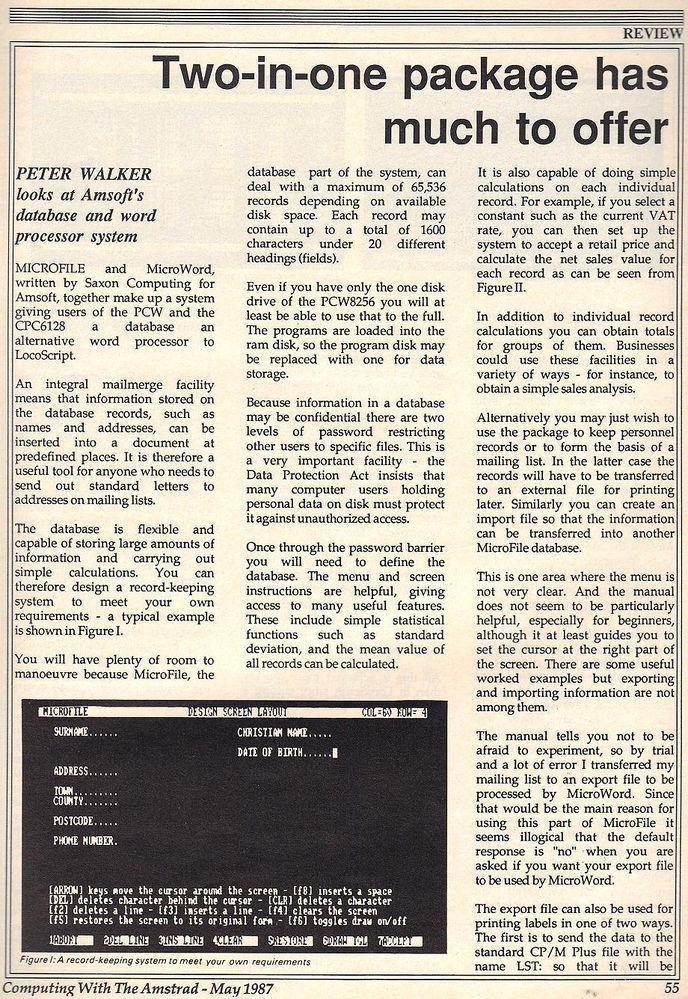 REVIEW
Two-in-one package has
much to offer
PETER WALKER
looks at Amsoft's
database and word
processor system
MICROFILE and MicroWord,
written by Saxon Computing for
Amsoft, together make up a system
giving users of the PCW and the
CPC6128 a database an
alternative word processor to
LocoScript.
An integral mailmerge facility
means that information stored on
the database records, such as
names and addresses, can be
inserted into a document at
predefined places. It is therefore a
useful tool for anyone who needs to
send out standard letters to
addresses on mailing lists.
The database is flexible and
capable of storing large amounts of
information and carrying out
simple calculations. You can
therefore design a record-keeping
system to meet your own
requirements - a typical example
is shown in Figure I.
You will have plenty of room to
manoeuvre because MicroFile, the
database part of the system, can
deal with a maximum of 65,536
records depending on available
disk space. Each record may
contain up to a total of 1600
characters under 20 different
headings (fields).
Even if you have only the one disk
drive of the PCW8256 you will at
least be able to use that to the full.
The programs are loaded into the
ram disk, so the program disk may
be replaced with one for data
storage.
Because information in a database
may be confidential there are two
levels of password restricting
other users to specific files. This is
a very important facility - the
Data Protection Act insists that
many computer users holding
personal data on disk must protect
it against unauthorized access.
Once through the password barrier
you will need to define the
database. The menu and screen
instructions are helpful, giving
access to many useful features.
These include simple statistical
functions such as standard
deviation, and the mean value of
all records can be calculated.
It is also capable of doing simple
calculations on each individual
record. For example, if you select a
constant such as the current VAT
rate, you can then set up the
system to accept a retail price and
calculate the net sales value for
each record as can be seen from
Figure II.
In addition to individual record
calculations you can obtain totals
for groups of them. Businesses
could use these facilities in a
variety of ways - for instance, to
obtain a simple sales analysis.
Alternatively you may just wish to
use the package to keep personnel
records or to form the basis of a
mailing list. In the latter case the
records will have to be transferred
to an external file for printing
later. Similarly you can create an
import file so that the information
can be transferred into another
MicroFile database.
This is one area where the menu is
not very clear. And the manual
does not seem to be particularly
helpful, especially for beginners,
although it at least guides you to
set the cursor at the right part of
the screen. There are some useful
worked examples but exporting
and importing information are not
among them.
The manual tells you not to be
afraid to experiment, so by trial
and a lot of error I transferred my
mailing list to an export file to be
processed by MicroWord. Since
that would be the main reason for
using this part of MicroFile it
seems illogical that the default
response is "no" when you are
asked if you want your export file
to be used by MicroWord.
The export file can also be used for
printing labels in one of two ways.
The first is to send the data to the
standard CP/M Plus file with the
name LST: so that it will be
MICROFILE DESIGN SCREEN LAYOUT COL=60 ROW= 4
SURNAME...... CHRISTIAN NAME.....
DATE OF BIRTH......
ADDRESS......
TOWN.........
COUNTY.......
POSTCODE.....
PHONE NUMBER.
[ARROW] keys move the cursor around the screen - [f8] inserts a space
[DEL] deletes character behind the cursor - [CLR] deletes a character
[f2] deletes a line - [f3] inserts a line - [f4] clears the screen
[f5] restores the screen to its original form - [f6] toggles draw on/off
1ABORT 2DEL LINE 3INS LINE 4CLEAR 5RESTORE 6DRAW TGL 7ACCEPT
Figure I: A record-keeping system to meet your own requirements
Computing With The Amstrad - May 1987 55